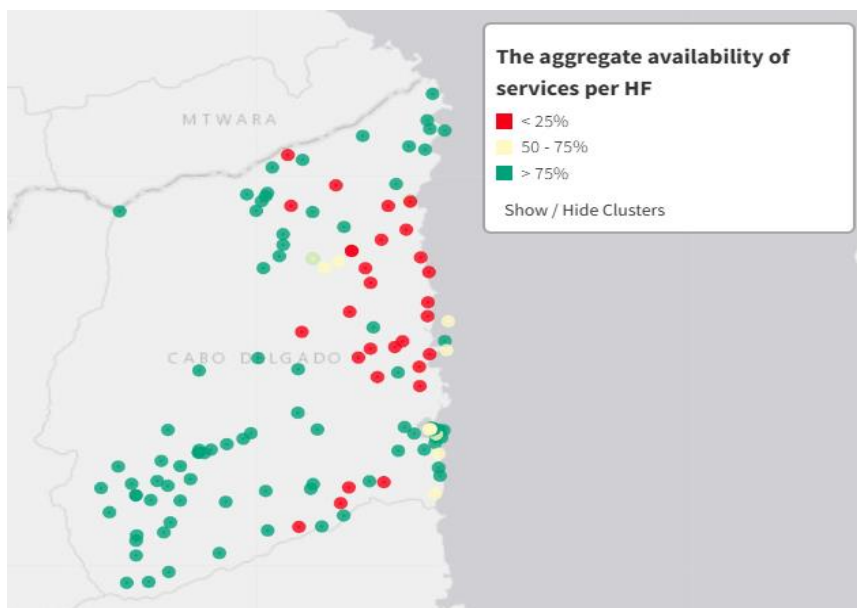 The aggregate availability of
services per HF
< 25%
50 - 75%
> 75%
Show / Hide Clusters
MTWARA
CABO DELGADO